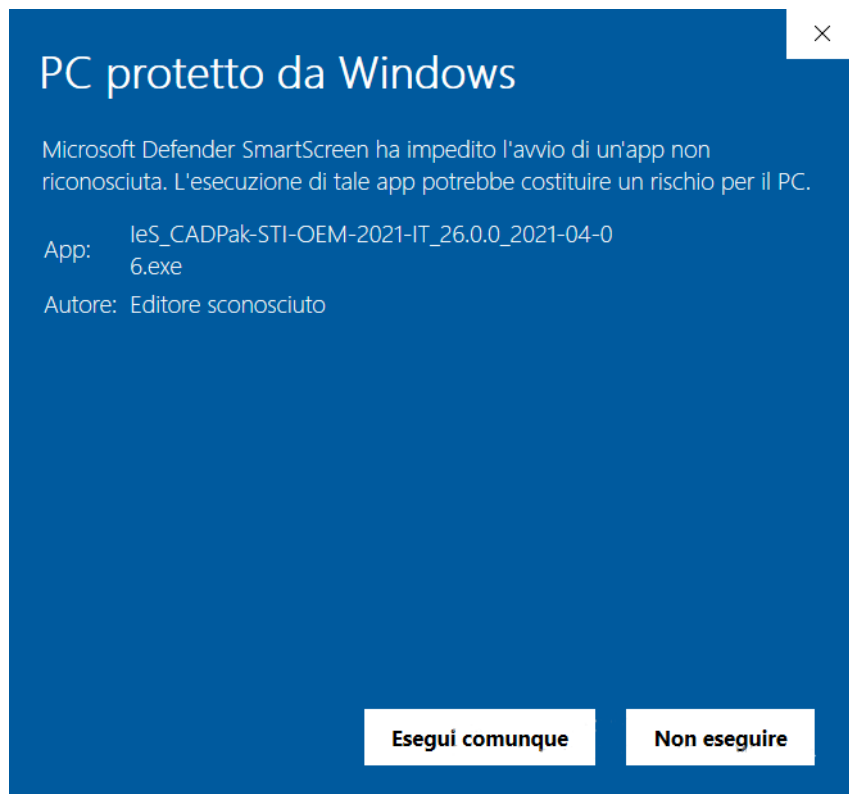 PC protetto da Windows
Microsoft Defender SmartScreen ha impedito l'avvio di un'app non
riconosciuta. L'esecuzione di tale app potrebbe costituire un rischio per il PC.
App: IeS_CADPak-STI-OEM-2021-IT_26.0.0_2021-04-0
6.exe
Autore: Editore sconosciuto
Esegui comunque Non eseguire